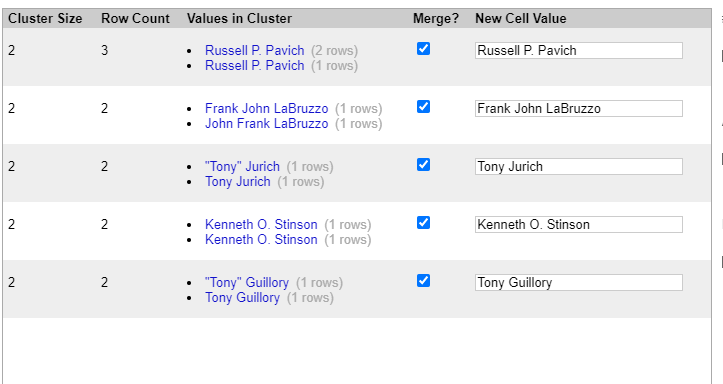 Cluster Size Row Count Values in Cluster Merge? New Cell Value
2 3 • Russell P. Pavich (2 rows) Russell P. Pavich
• Russell P. Pavich (1 rows)
2 2 • Frank John LaBruzzo (1 rows) Frank John LaBruzzo
• John Frank LaBruzzo (1 rows)
2 2 • "Tony" Jurich (1 rows) Tony Jurich
• Tony Jurich (1 rows)
2 2 • Kenneth O. Stinson (1 rows) Kenneth O. Stinson
• Kenneth O. Stinson (1 rows)
2 2 • "Tony" Guillory (1 rows) Tony Guillory
• Tony Guillory (1 rows)